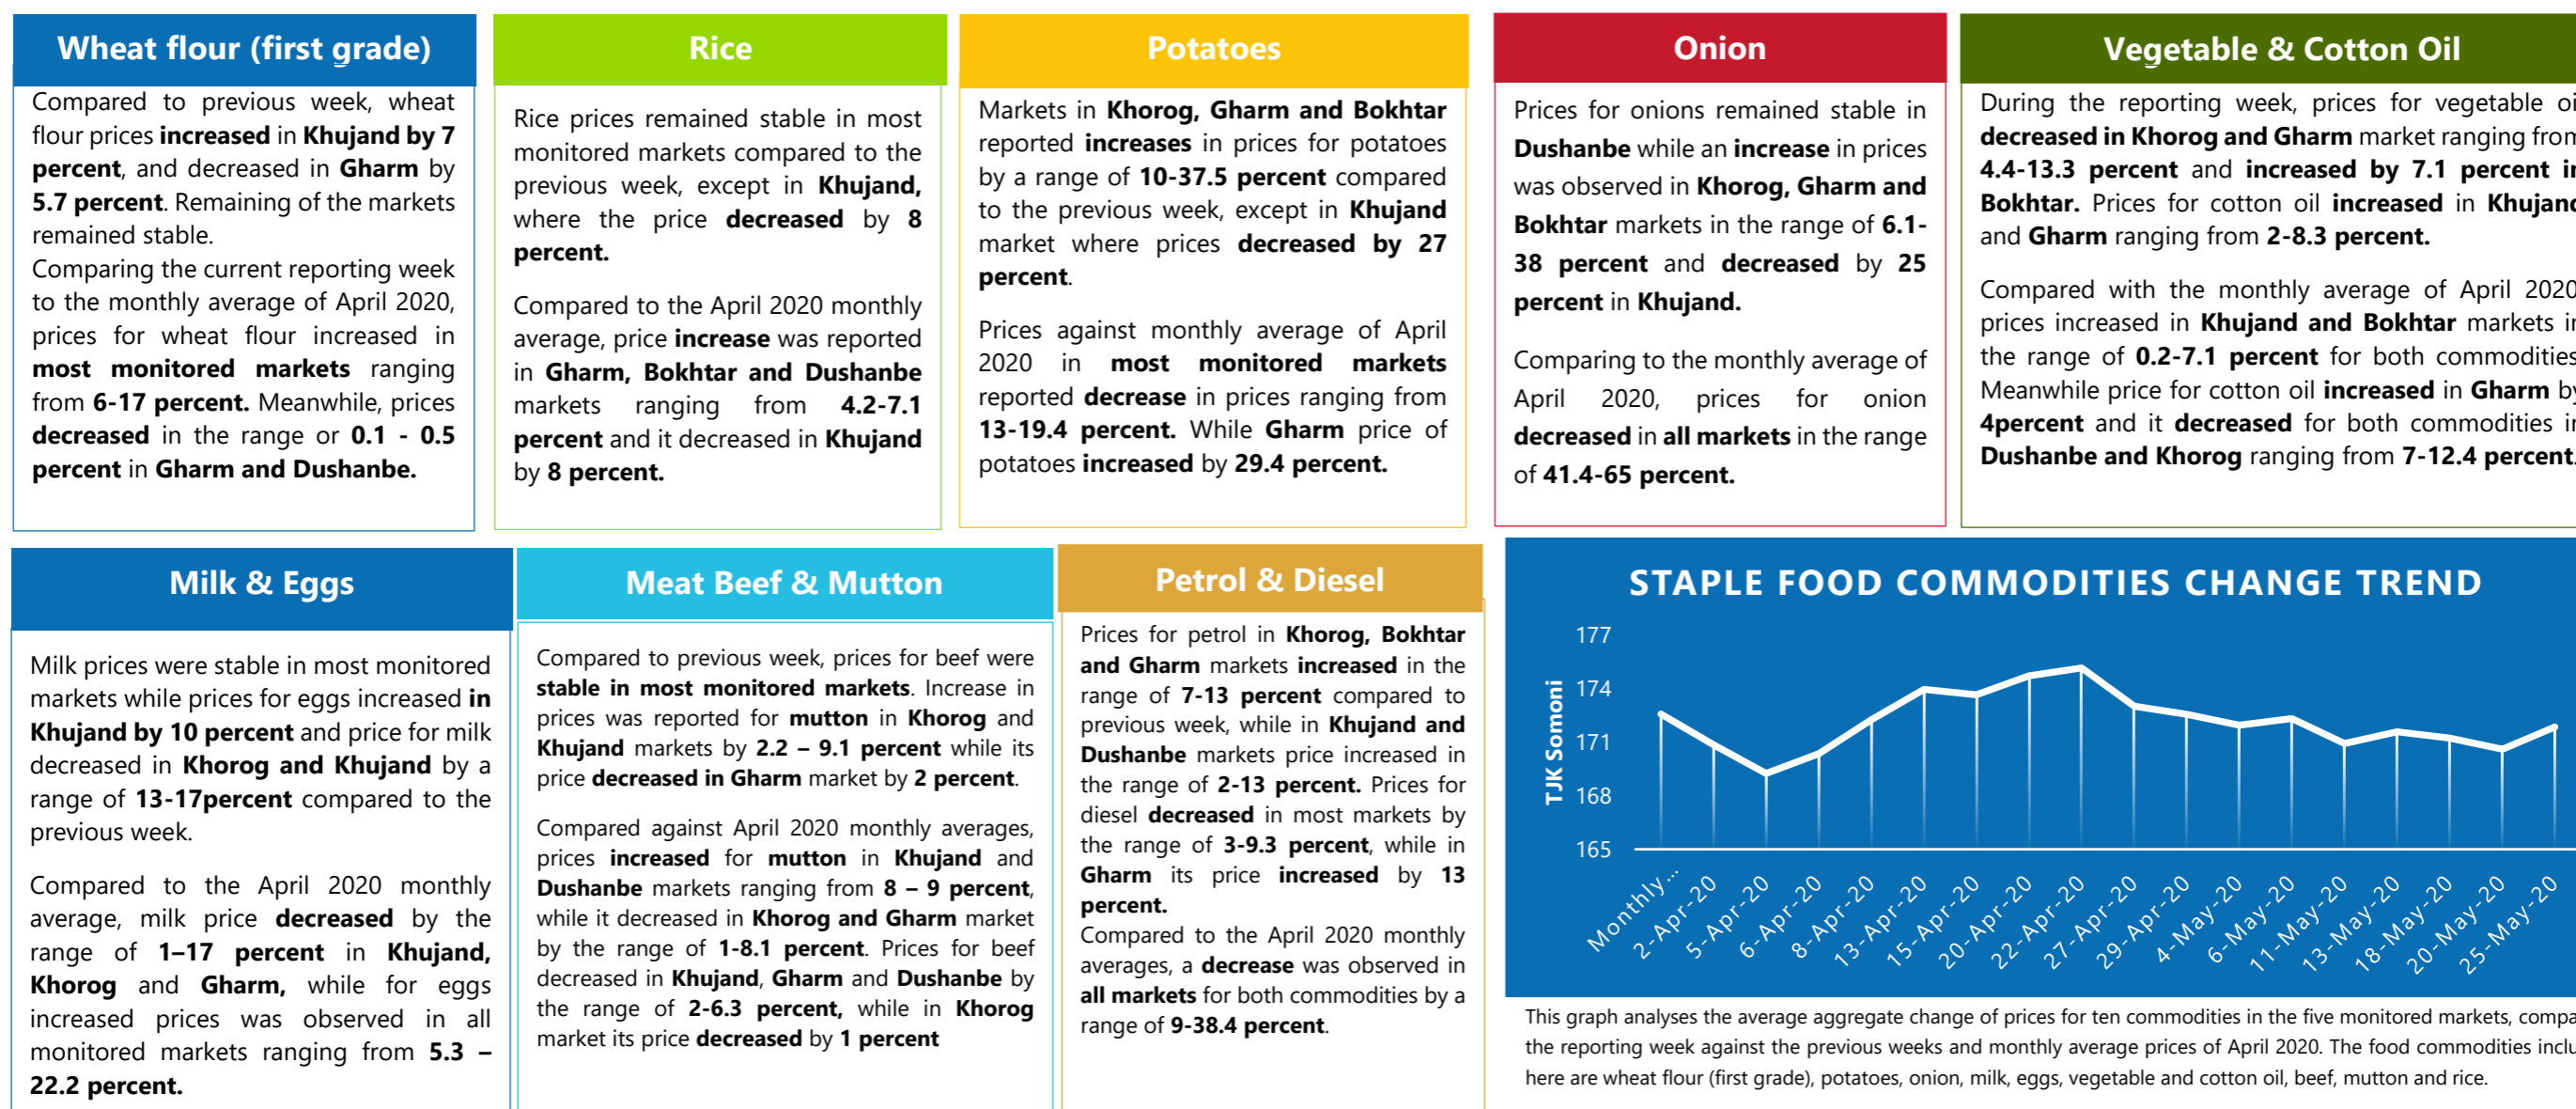 Wheat flour (first grade)
Compared to previous week, wheat
flour prices increased in Khujand by 7
percent, and decreased in Gharm by
5.7 percent. Remaining of the markets
remained stable.
Comparing the current reporting week
to the monthly average of April 2020,
prices for wheat flour increased in
most monitored markets ranging
from 6-17 percent. Meanwhile, prices
decreased in the range or 0.1 - 0.5
percent in Gharm and Dushanbe.
Rice
Rice prices remained stable in most
monitored markets compared to the
previous week, except in Khujand,
where the price decreased by 8
percent.
Compared to the April 2020 monthly
average, price increase was reported
in Gharm, Bokhtar and Dushanbe
markets ranging from 4.2-7.1
percent and it decreased in Khujand
by 8 percent.
Potatoes
Markets in Khorog, Gharm and Bokhtar
reported increases in prices for potatoes
by a range of 10-37.5 percent compared
to the previous week, except in Khujand
market where prices decreased by 27
percent.
Prices against monthly average of April
2020 in most monitored markets
reported decrease in prices ranging from
13-19.4 percent. While Gharm price of
potatoes increased by 29.4 percent.
Onion
Prices for onions remained stable in
Dushanbe while an increase in prices
was observed in Khorog, Gharm and
Bokhtar markets in the range of 6.1-
38 percent and decreased by 25
percent in Khujand.
Comparing to the monthly average of
April 2020, prices for onion
decreased in all markets in the range
of 41.4-65 percent.
Vegetable & Cotton Oil
During the reporting week, prices for vegetable
decreased in Khorog and Gharm market ranging
4.4-13.3 percent and increased by 7.1 percent
Bokhtar. Prices for cotton oil increased in
and Gharm ranging from 2-8.3 percent.
Compared with the monthly average of April 2020
prices increased in Khujand and Bokhtar markets
the range of 0.2-7.1 percent for both commodities
Meanwhile price for cotton oil increased in Gharm
4percent and it decreased for both commodities
Dushanbe and Khorog ranging from 7-12.4 percent.
Milk & Eggs
Milk prices were stable in most monitored
markets while prices for eggs increased in
Khujand by 10 percent and price for milk
decreased in Khorog and Khujand by a
range of 13-17percent compared to the
previous week.
Compared to the April 2020 monthly
average, milk price decreased by the
range of 1–17 percent in Khujand,
Khorog and Gharm, while for eggs
increased prices was observed in all
monitored markets ranging from 5.3 –
22.2 percent.
Meat Beef & Mutton
Compared to previous week, prices for beef were
stable in most monitored markets. Increase in
prices was reported for mutton in Khorog and
Khujand markets by 2.2 – 9.1 percent while its
price decreased in Gharm market by 2 percent.
Compared against April 2020 monthly averages,
prices increased for mutton in Khujand and
Dushanbe markets ranging from 8 – 9 percent,
while it decreased in Khorog and Gharm market
by the range of 1-8.1 percent. Prices for beef
decreased in Khujand, Gharm and Dushanbe by
the range of 2-6.3 percent, while in Khorog
market its price decreased by 1 percent
Petrol & Diesel
Prices for petrol in Khorog, Bokhtar
and Gharm markets increased in the
range of 7-13 percent compared to
previous week, while in Khujand and
Dushanbe markets price increased in
the range of 2-13 percent. Prices for
diesel decreased in most markets by
the range of 3-9.3 percent, while in
Gharm its price increased by 13
percent.
Compared to the April 2020 monthly
averages, a decrease was observed in
all markets for both commodities by a
range of 9-38.4 percent.
STAPLE FOOD COMMODITIES CHANGE TREND
TJK Somoni
177
174
171
168
165
Monthly...
2-Apr-20
5-Apr-20
6-Apr-20
8-Apr-20
13-Apr-20
15-Apr-20
20-Apr-20
22-Apr-20
27-Apr-20
29-Apr-20
4-May-20
6-May-20
11-May-20
13-May-20
18-May-20
20-May-20
25-May-20
This graph analyses the average aggregate change of prices for ten commodities in the five monitored markets,
the reporting week against the previous weeks and monthly average prices of April 2020. The food commodities
here are wheat flour (first grade), potatoes, onion, milk, eggs, vegetable and cotton oil, beef, mutton and rice.